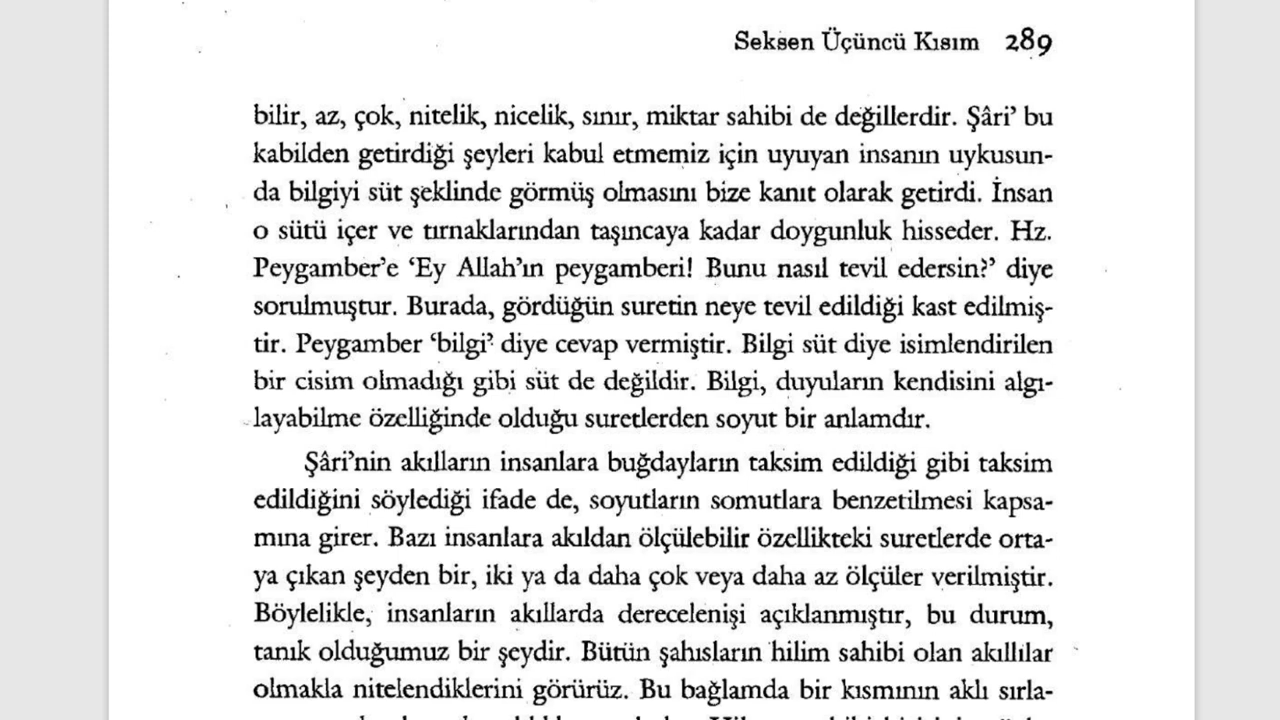 Seksen Üçüncü Kısım 289
bilir, az, çok, nitelik, nicelik, sınır, miktar sahibi de değillerdir. Şâri’ bu
kabilden getirdiği şeyleri kabul etmemiz için uyuyan insanın uykusun-
da bilgiyi süt şeklinde görmüş olmasını bize kanıt olarak getirdi. İnsan
o sütü içer ve tırnaklarından taşıncaya kadar doygunluk hisseder. Hz.
Peygamber’e ‘Ey Allah’ın peygamberi! Bunu nasıl tevil edersin?’ diye
sorulmuştur. Burada, gördüğün suretin neye tevil edildiği kast edilmiş-
tir. Peygamber ‘bilgi’ diye cevap vermiştir. Bilgi süt diye isimlendirilen
bir cisim olmadığı gibi süt de değildir. Bilgi, duyuların kendisini algı-
layabilme özelliğinde olduğu suretlerden soyut bir anlamdır.
Şâri’nin akılların insanlara buğdayların taksim edildiği gibi taksim
edildiğini söylediği ifade de, soyutların somutlara benzetilmesi kapsa-
mına girer. Bazı insanlara akıldan ölçülebilir özellikteki suretlerde orta-
ya çıkan şeyden bir, iki ya da daha çok veya daha az ölçüler verilmiştir.
Böylelikle, insanların akıllarda derecelenişi açıklanmıştır, bu durum,
tanık olduğumuz bir şeydir. Bütün şahısların hilim sahibi olan akıllılar
olmakla nitelendiklerini görürüz. Bu bağlamda bir kısmının aklı sırla-